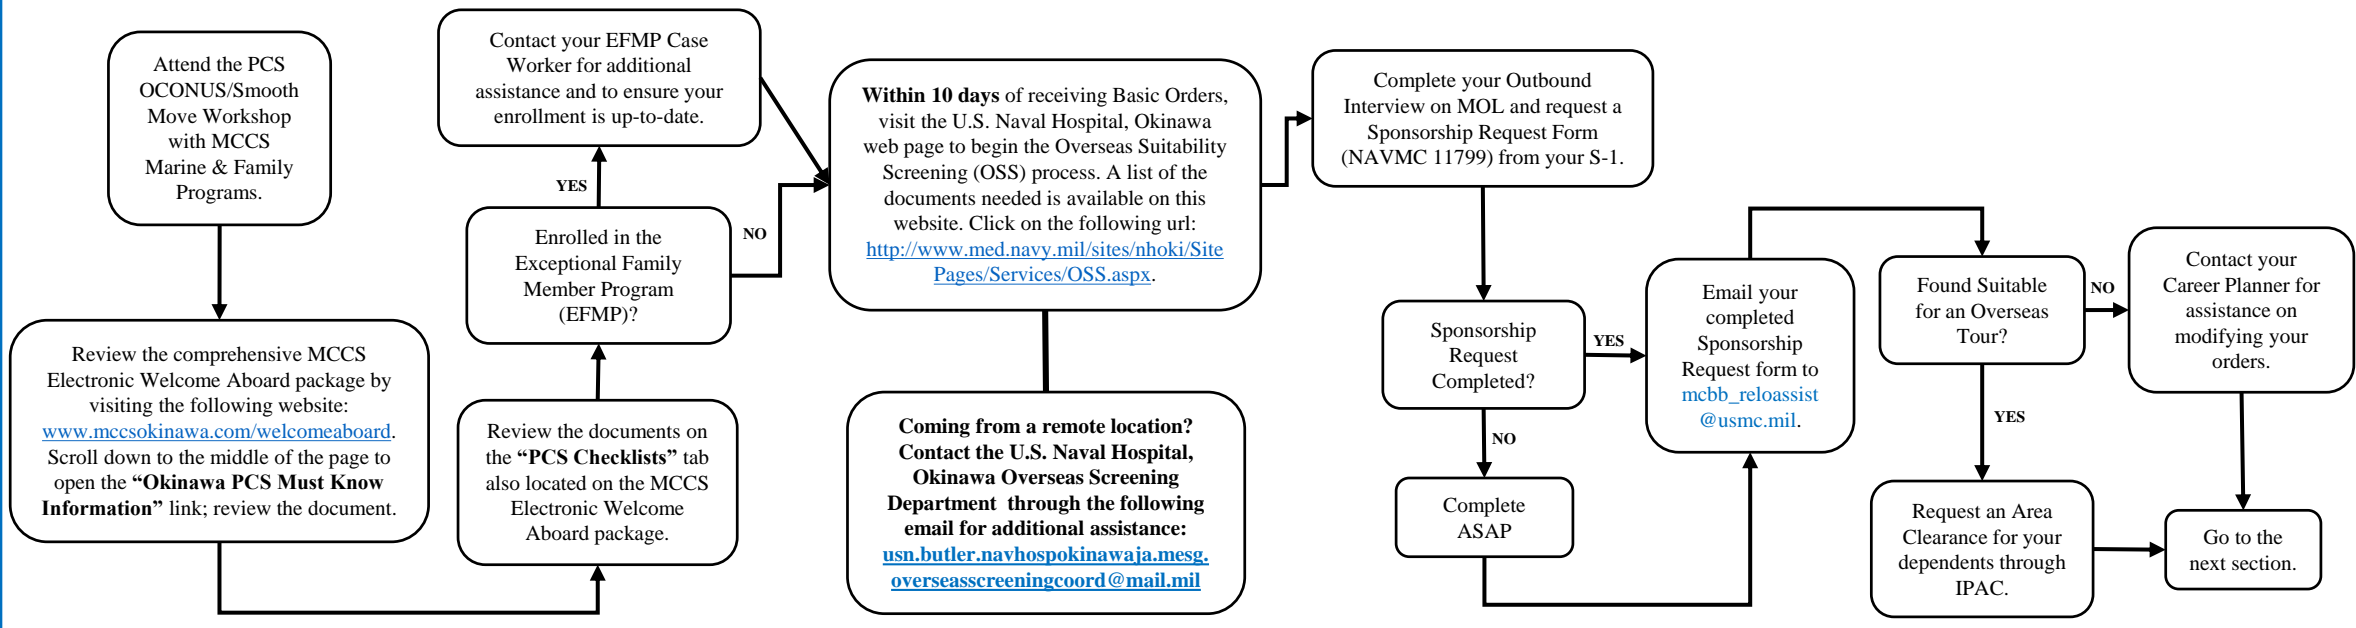 Attend the PCS
OCONUS/Smooth
Move Workshop
with MCCS
Marine & Family
Programs.
Review the comprehensive MCCS
Electronic Welcome Aboard package by
visiting the following website:
www.mccsokinawa.com/welcomeaboard.
Scroll down to the middle of the page to
open the “Okinawa PCS Must Know
Information” link; review the document.
Review the documents on
the “PCS Checklists” tab
also located on the MCCS
Electronic Welcome
Aboard package.
Enrolled in the
Exceptional Family
Member Program
(EFMP)?
YES
NO
Contact your EFMP Case
Worker for additional
assistance and to ensure your
enrollment is up-to-date.
Within 10 days of receiving Basic Orders,
visit the U.S. Naval Hospital, Okinawa
web page to begin the Overseas Suitability
Screening (OSS) process. A list of the
documents needed is available on this
website. Click on the following url:
http://www.med.navy.mil/sites/nhoki/Site
Pages/Services/OSS.aspx.
Coming from a remote location?
Contact the U.S. Naval Hospital,
Okinawa Overseas Screening
Department through the following
email for additional assistance:
usn.butler.navhospokinawaja.mesg.
overseasscreeningcoord@mail.mil
Complete your Outbound
Interview on MOL and request a
Sponsorship Request Form
(NAVMC 11799) from your S-1.
Sponsorship
Request
Completed?
YES
NO
Complete
ASAP
Email your
completed
Sponsorship
Request form to
mcbb_reloassist
@usmc.mil.
Found Suitable
for an Overseas
Tour?
NO
YES
Contact your
Career Planner for
assistance on
modifying your
orders.
Request an Area
Clearance for your
dependents through
IPAC.
Go to the
next section.